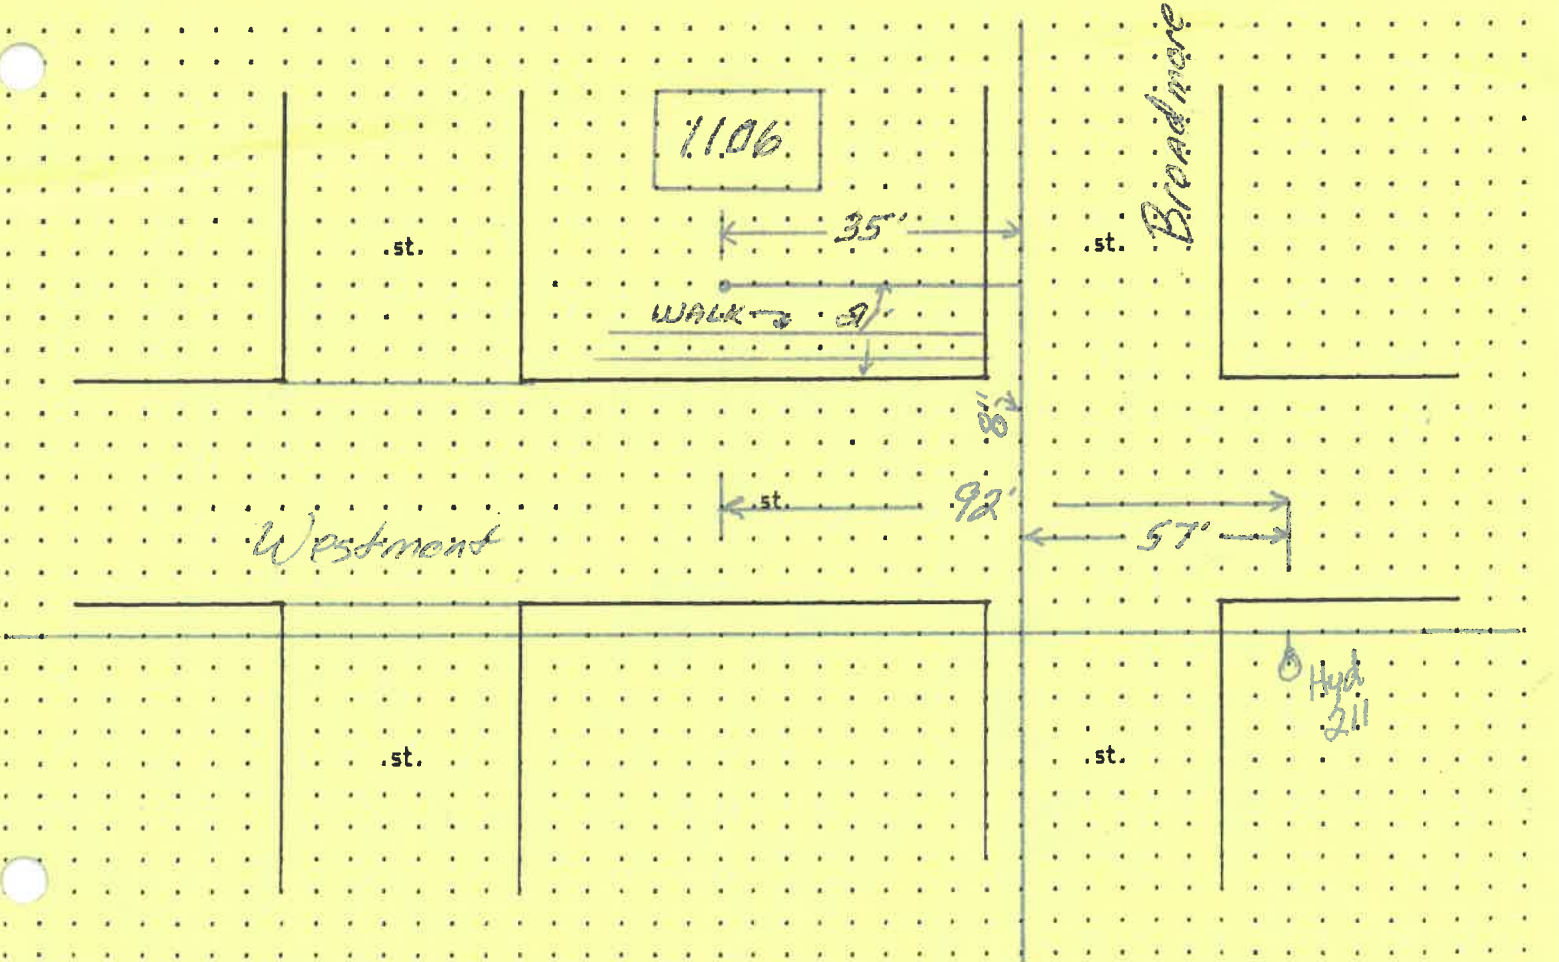 Broadmore
1106
35'
st.
st.
WALK
9'
8"
st.
92'
Westmont
57'
Hyd
211
st.
st.